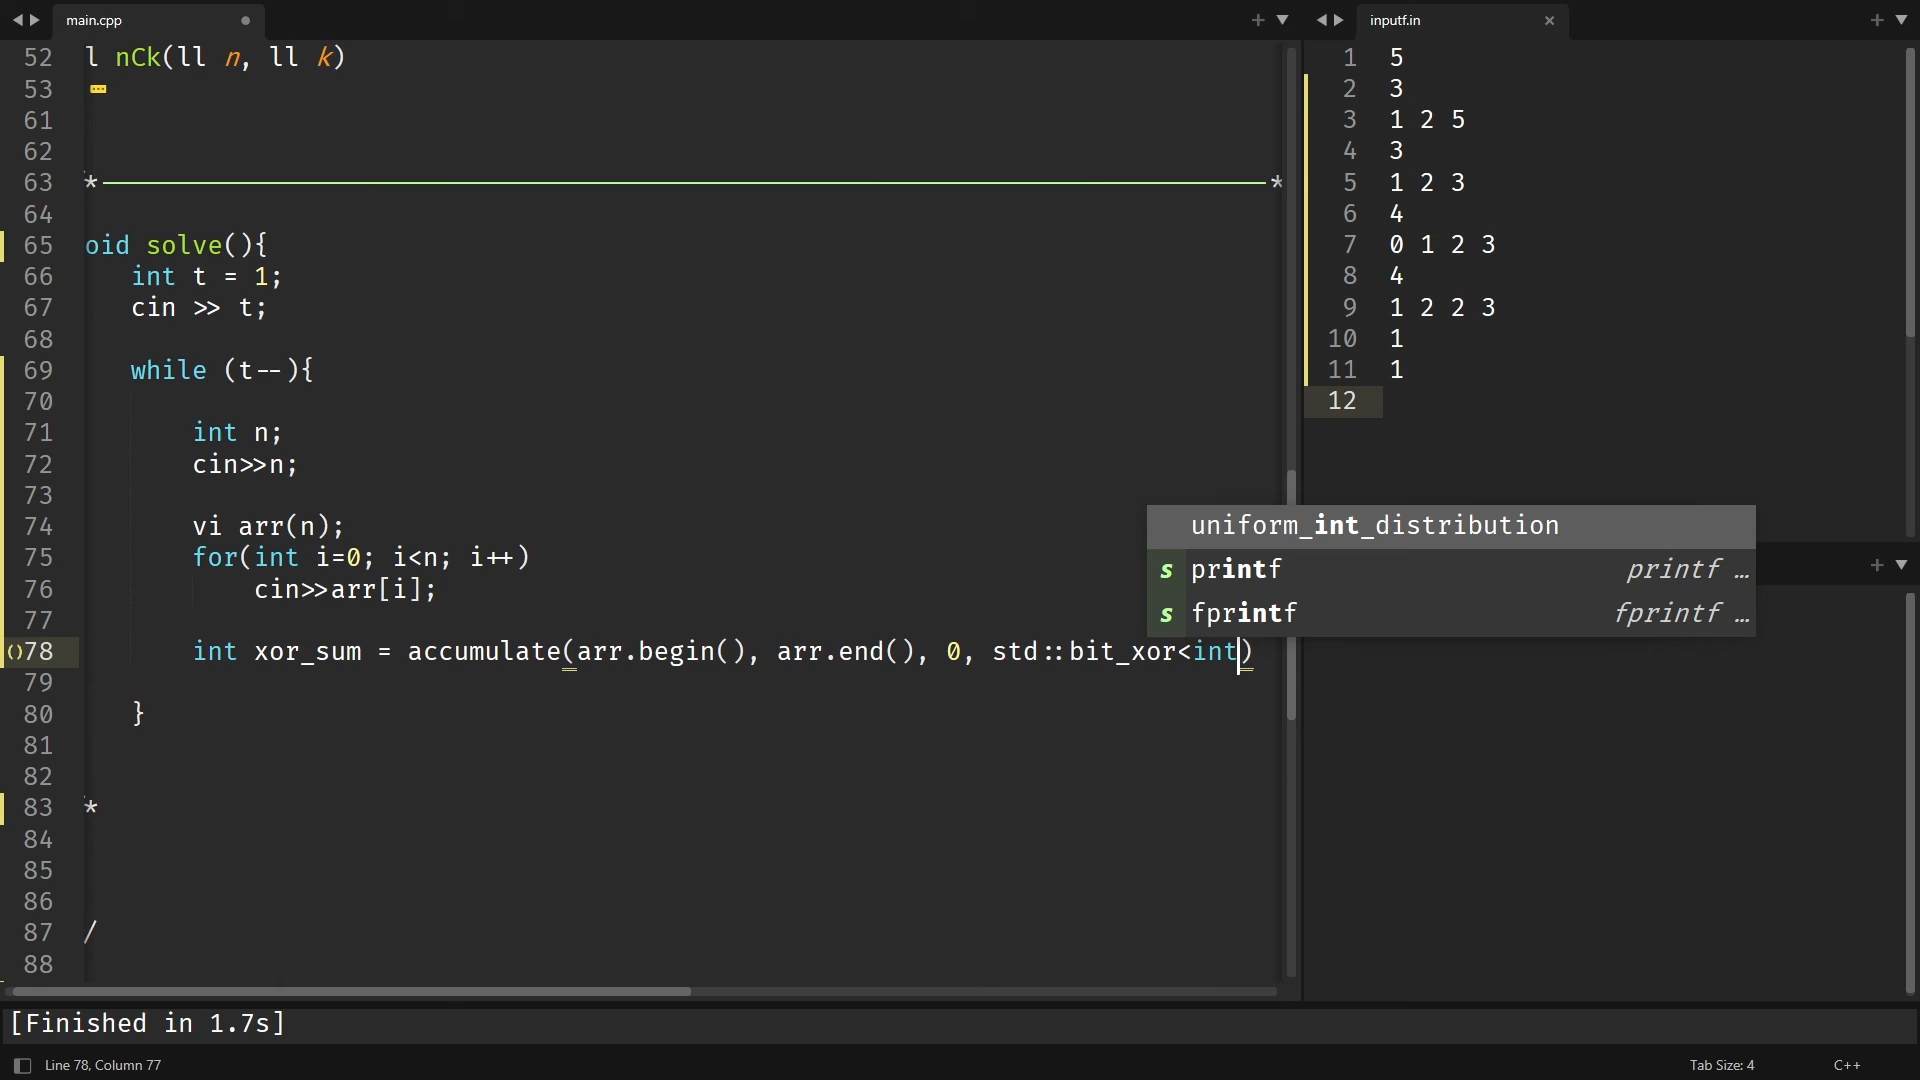 main.cpp
52 l nCk(ll n, ll k)
53
61
62
63 * *
64
65 oid solve(){
66 int t = 1;
67 cin >> t;
68
69 while (t--){
70
71 int n;
72 cin>>n;
73
74 vi arr(n);
75 for(int i=0; i<n; i++)
76 cin>>arr[i];
77
78 int xor_sum = accumulate(arr.begin(), arr.end(), 0, std::bit_xor<int)
79
80 }
81
82
83 *
84
85
86
87 /
88
inputf.in
1 5
2 3
3 1 2 5
4 3
5 1 2 3
6 4
7 0 1 2 3
8 4
9 1 2 2 3
10 1
11 1
12
uniform_int_distribution
s printf printf …
s fprintf fprintf …
[Finished in 1.7s]
Line 78, Column 77
Tab Size: 4
C++